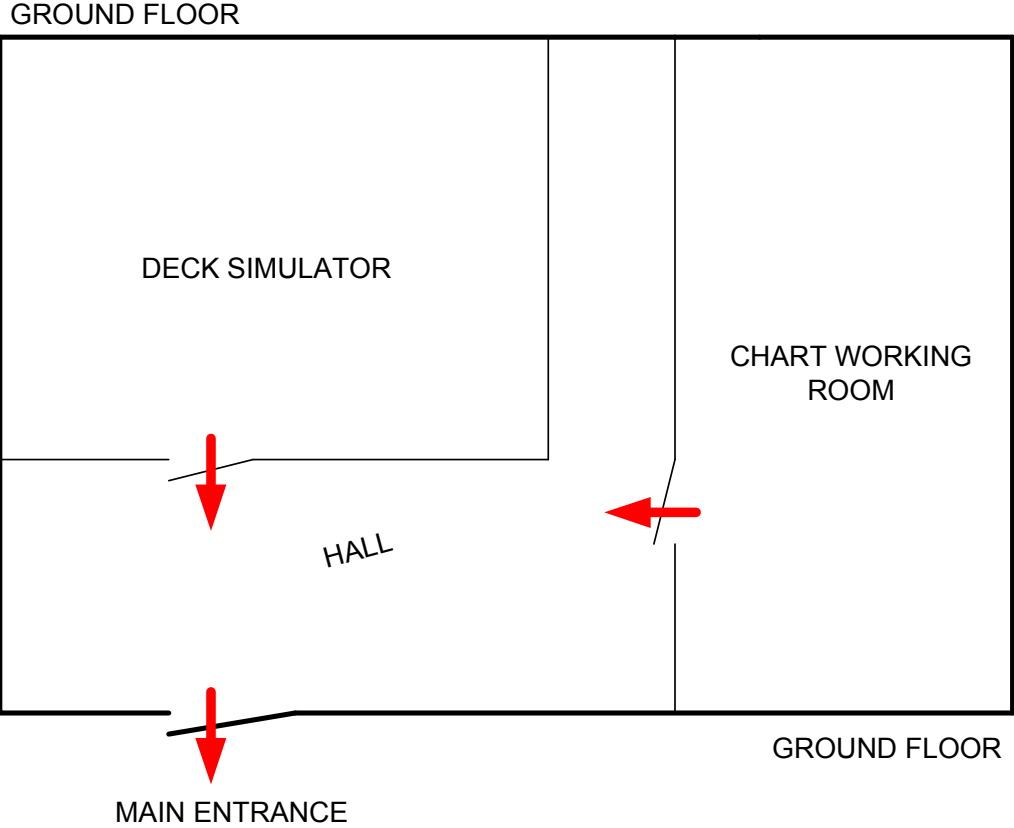 GROUND FLOOR
DECK SIMULATOR
CHART WORKING
ROOM
HALL
GROUND FLOOR
MAIN ENTRANCE